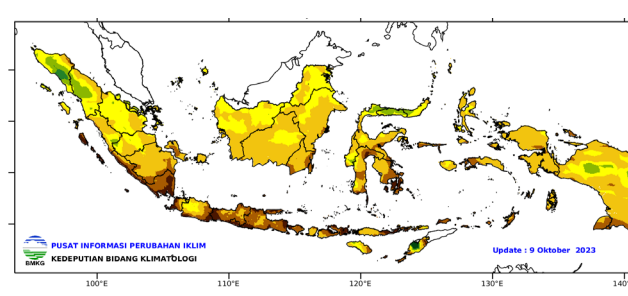 PUSAT INFORMASI PERUBAHAN IKLIM
KEDEPUTIAN BIDANG KLIMATOLOGI
BMKG
Update : 9 Oktober 2023
100°E 110°E 120°E 130°E 140°